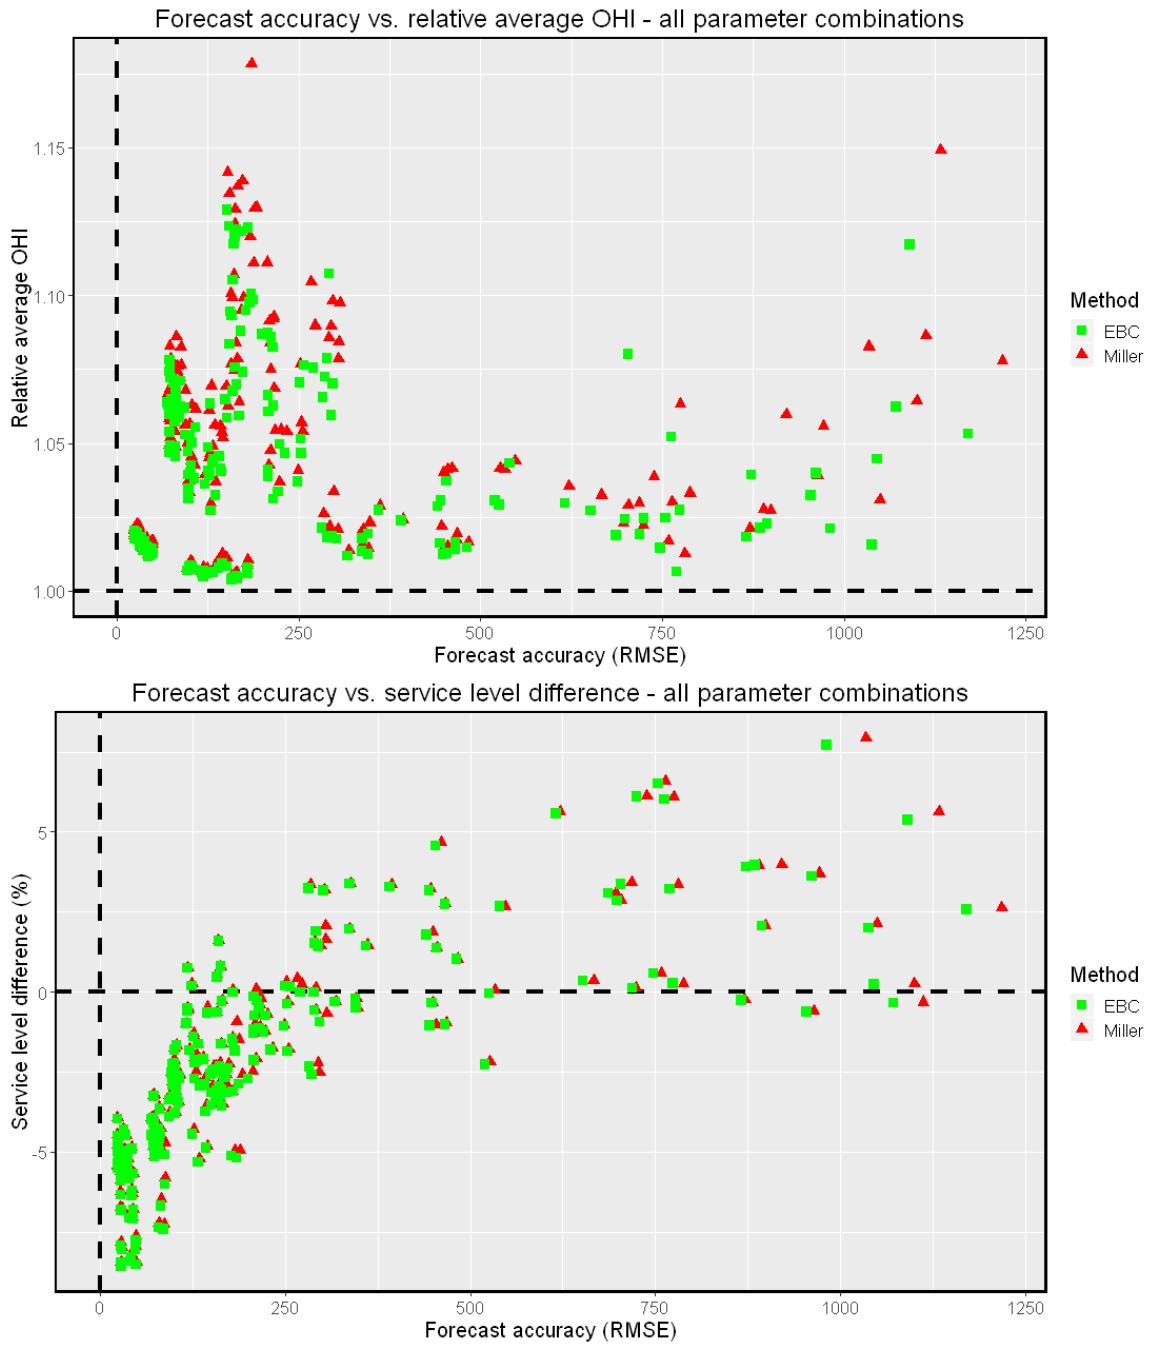 Forecast accuracy vs. relative average OHI - all parameter combinations
Relative average OHI
1.15
1.10
1.05
1.00
0 250 500 750 1000 1250
Forecast accuracy (RMSE)
Method
EBC
Miller
Forecast accuracy vs. service level difference - all parameter combinations
Service level difference (%)
5
0
-5
0 250 500 750 1000 1250
Forecast accuracy (RMSE)
Method
EBC
Miller